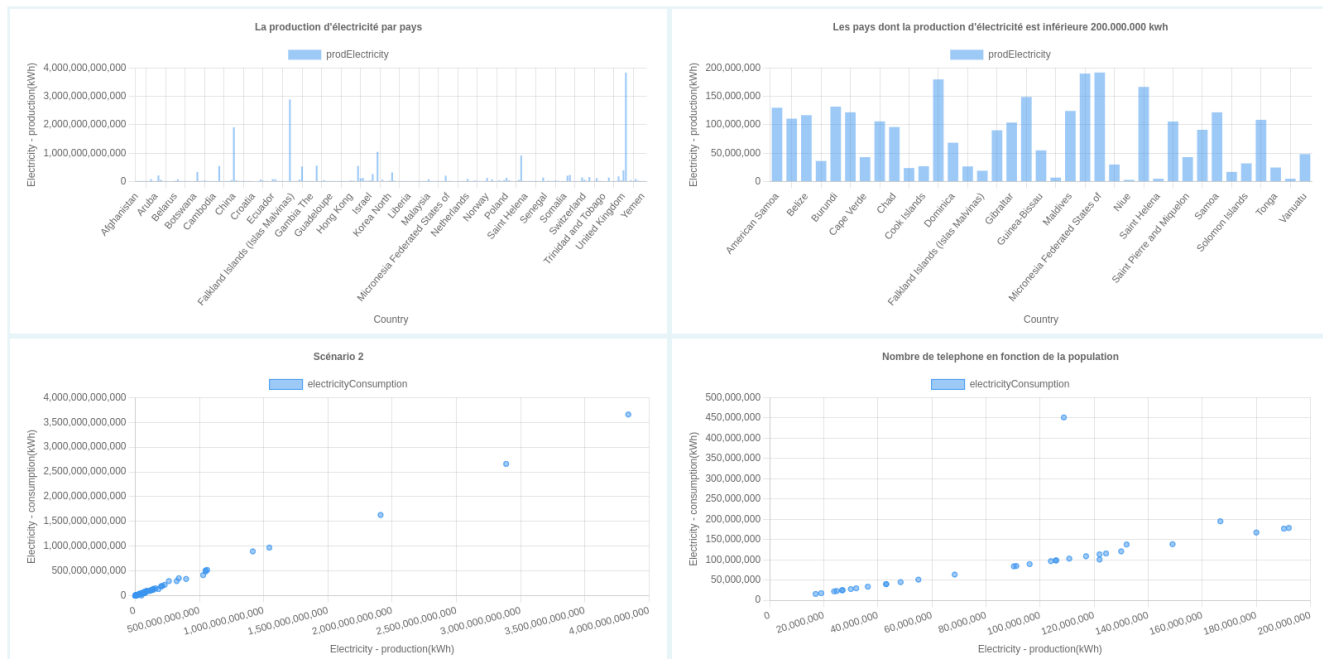 La production d'électricité par pays
prodElectricity
Electricity - production(kWh)
4,000,000,000,000
3,000,000,000,000
2,000,000,000,000
1,000,000,000,000
0
Afghanistan
Aruba
Belarus
Botswana
Cambodia
China
Croatia
Ecuador
Falkland Islands (Islas Malvinas)
Gambia The
Guadeloupe
Hong Kong
Israel
Korea North
Liberia
Malaysia
Micronesia Federated States of
Netherlands
Norway
Poland
Saint Helena
Senegal
Somalia
Switzerland
Trinidad and Tobago
United Kingdom
Yemen
Country
Les pays dont la production d'électricité est inférieure 200.000.000 kwh
prodElectricity
Electricity - production(kWh)
200,000,000
150,000,000
100,000,000
50,000,000
0
American Samoa
Belize
Burundi
Cape Verde
Chad
Cook Islands
Dominica
Falkland Islands (Islas Malvinas)
Gibraltar
Guinea Bissau
Maldives
Micronesia Federated States of
Niue
Saint Helena
Saint Pierre and Miquelon
Samoa
Solomon Islands
Tonga
Vanuatu
Country
Scénario 2
electricityConsumption
Electricity - consumption(kWh)
4,000,000,000,000
3,500,000,000,000
3,000,000,000,000
2,500,000,000,000
2,000,000,000,000
1,500,000,000,000
1,000,000,000,000
500,000,000,000
0
500,000,000,000
1,000,000,000,000
1,500,000,000,000
2,000,000,000,000
2,500,000,000,000
3,000,000,000,000
3,500,000,000,000
4,000,000,000,000
Electricity - production(kWh)
Nombre de telephone en fonction de la population
electricityConsumption
Electricity - consumption(kWh)
500,000,000
450,000,000
400,000,000
350,000,000
300,000,000
250,000,000
200,000,000
150,000,000
100,000,000
50,000,000
0
0
20,000,000
40,000,000
60,000,000
80,000,000
100,000,000
120,000,000
140,000,000
160,000,000
180,000,000
200,000,000
Electricity - production(kWh)